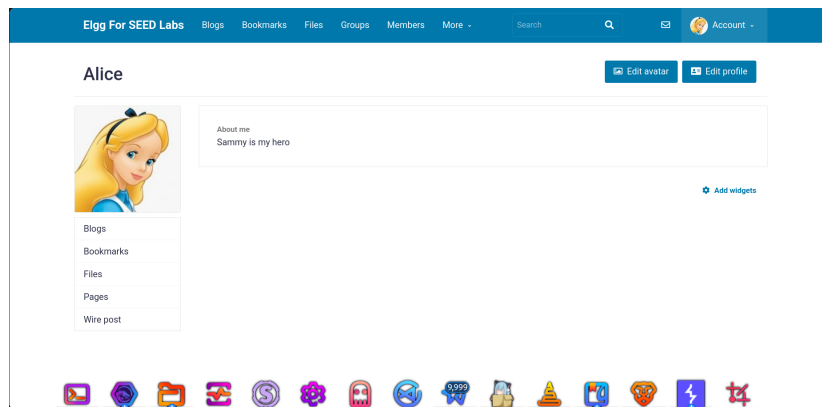 Elgg For SEED Labs Blogs Bookmarks Files Groups Members More Search Account
Alice
Edit avatar Edit profile
About me
Sammy is my hero
Add widgets
Blogs
Bookmarks
Files
Pages
Wire post
9,999